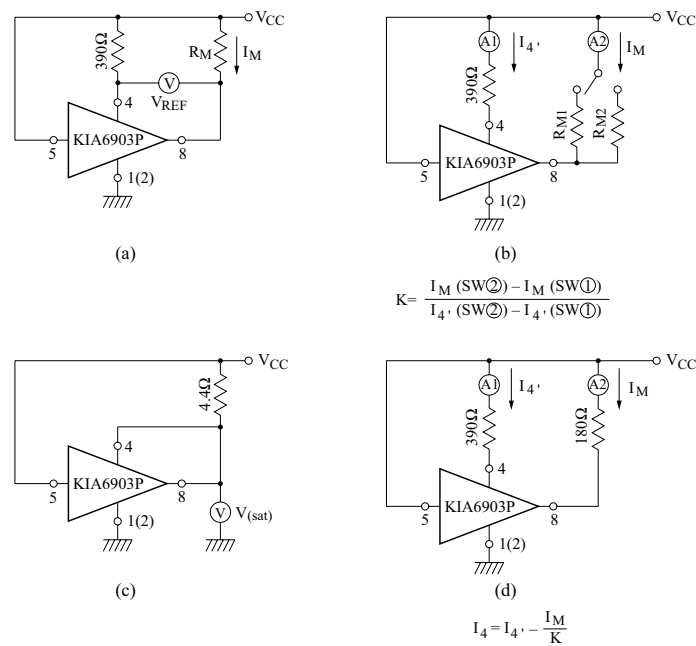 VCC
390Ω
RM
IM
V
VREF
4
KIA6903P
5
8
1(2)
(a)
VCC
A1
I4'
A2
IM
390Ω
RM1
RM2
4
KIA6903P
5
8
1(2)
(b)
K= IM (SW②) – IM (SW①)
I4' (SW②) – I4' (SW①)
VCC
4.4Ω
4
KIA6903P
5
8
V
V(sat)
1(2)
(c)
VCC
A1
I4'
A2
IM
390Ω
180Ω
4
KIA6903P
5
8
1(2)
(d)
I4 = I4' – IM
K